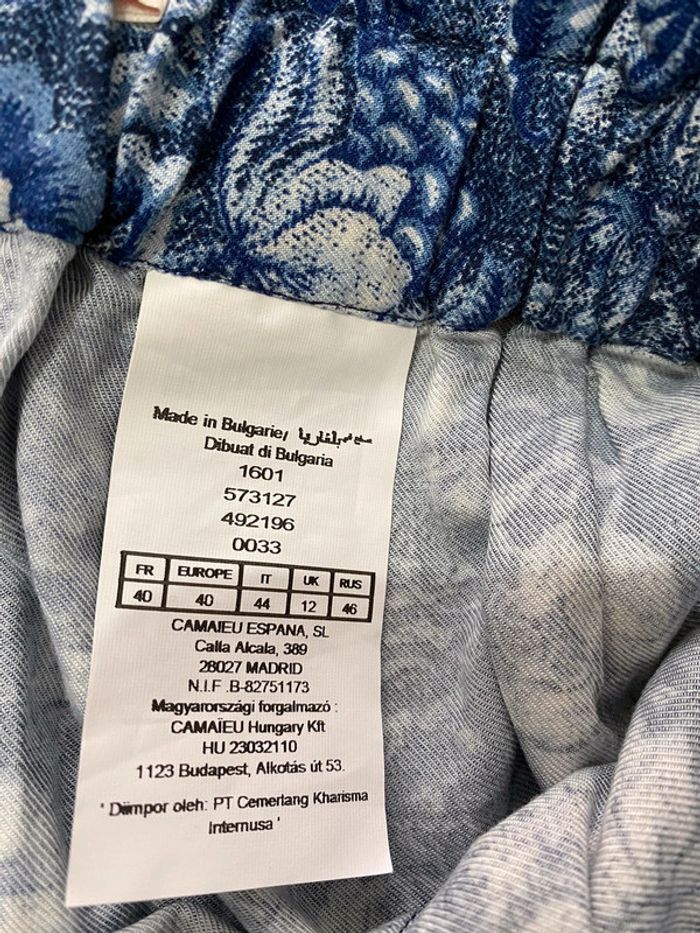 Made in Bulgarie/ صنع في بلغاريا
Dibuat di Bulgaria
1601
573127
492196
0033
FR EUROPE IT UK RUS
40 40 44 12 46
CAMAIEU ESPANA, SL
Calla Alcala, 389
28027 MADRID
N.I.F .B-82751173
Magyarországi forgalmazó :
CAMAÏEU Hungary Kft
HU 23032110
1123 Budapest, Alkotás út 53.
' Diimpor oleh: PT Cemerlang Kharisma
Internusa '